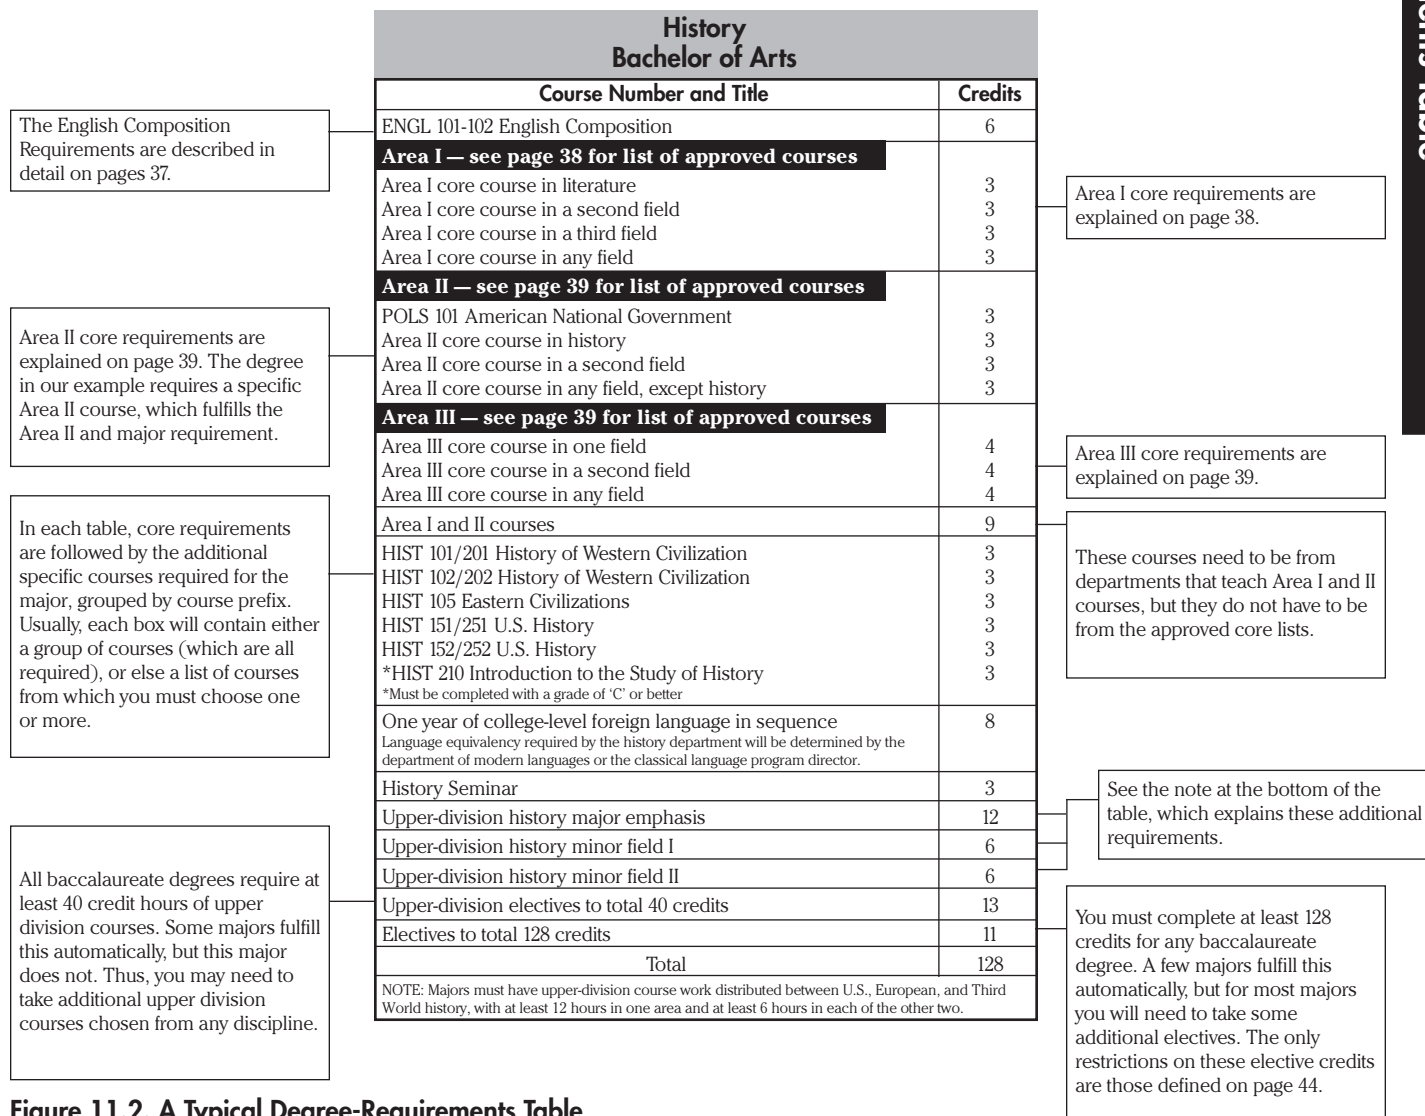 History
Bachelor of Arts
Course Number and Title Credits
ENGL 101-102 English Composition 6
Area I — see page 38 for list of approved courses
Area I core course in literature 3
Area I core course in a second field 3
Area I core course in a third field 3
Area I core course in any field 3
Area II — see page 39 for list of approved courses
POLS 101 American National Government 3
Area II core course in history 3
Area II core course in a second field 3
Area II core course in any field, except history 3
Area III — see page 39 for list of approved courses
Area III core course in one field 4
Area III core course in a second field 4
Area III core course in any field 4
Area I and II courses 9
HIST 101/201 History of Western Civilization 3
HIST 102/202 History of Western Civilization 3
HIST 105 Eastern Civilizations 3
HIST 151/251 U.S. History 3
HIST 152/252 U.S. History 3
*HIST 210 Introduction to the Study of History 3
*Must be completed with a grade of ‘C’ or better
One year of college-level foreign language in sequence 8
Language equivalency required by the history department will be determined by the
department of modern languages or the classical language program director.
History Seminar 3
Upper-division history major emphasis 12
Upper-division history minor field I 6
Upper-division history minor field II 6
Upper-division electives to total 40 credits 13
Electives to total 128 credits 11
Total 128
NOTE: Majors must have upper-division course work distributed between U.S., European, and Third
World history, with at least 12 hours in one area and at least 6 hours in each of the other two.
The English Composition
Requirements are described in
detail on pages 37.
Area II core requirements are
explained on page 39. The degree
in our example requires a specific
Area II course, which fulfills the
Area II and major requirement.
In each table, core requirements
are followed by the additional
specific courses required for the
major, grouped by course prefix.
Usually, each box will contain either
a group of courses (which are all
required), or else a list of courses
from which you must choose one
or more.
All baccalaureate degrees require at
least 40 credit hours of upper
division courses. Some majors fulfill
this automatically, but this major
does not. Thus, you may need to
take additional upper division
courses chosen from any discipline.
Area I core requirements are
explained on page 38.
Area III core requirements are
explained on page 39.
These courses need to be from
departments that teach Area I and II
courses, but they do not have to be
from the approved core lists.
See the note at the bottom of the
table, which explains these additional
requirements.
You must complete at least 128
credits for any baccalaureate
degree. A few majors fulfill this
automatically, but for most majors
you will need to take some
additional electives. The only
restrictions on these elective credits
are those defined on page 44.
Figure 11.2. A Typical Degree-Requirements Table